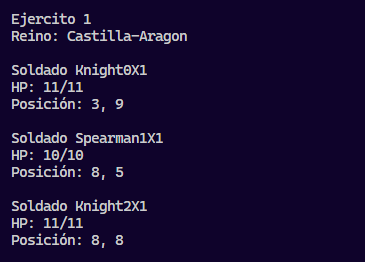 Ejercito 1
Reino: Castilla-Aragon
Soldado Knight0X1
HP: 11/11
Posición: 3, 9
Soldado Spearman1X1
HP: 10/10
Posición: 8, 5
Soldado Knight2X1
HP: 11/11
Posición: 8, 8